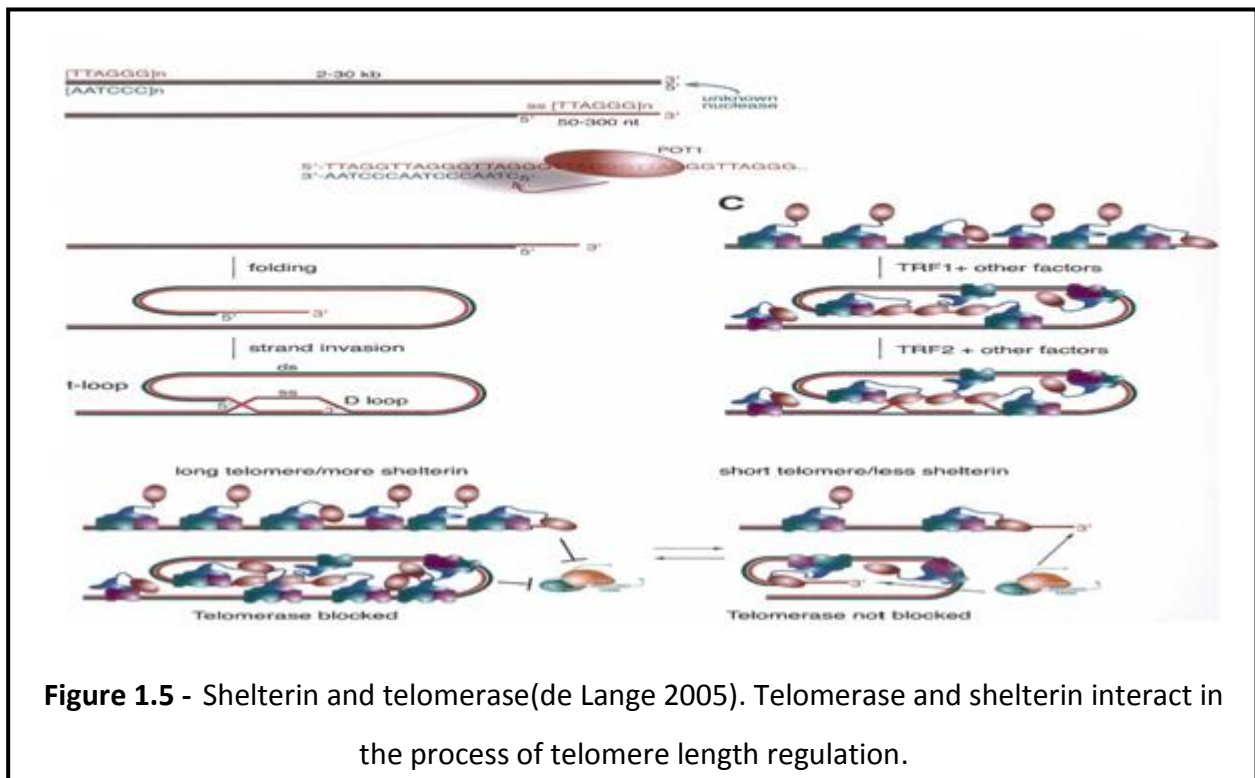 [TTAGGG]n
2-30 kb
3'
[AATCCC]n
5'
unknown
nuclease
ss [TTAGGG]n
5'
50-300 nt
3'
POT1
5'-TTAGGTTAGGGTTAGGG GGTTAGGG..
3'-AATCCCAATCCCAATC 5'
C
5'
3'
folding
TRF1+ other factors
5'
3'
strand invasion
TRF2 + other factors
ds
t-loop
ss
D loop
5'
3'
long telomere/more shelterin
short telomere/less shelterin
3'
3'
Telomerase blocked
Telomerase not blocked
Figure 1.5 - Shelterin and telomerase(de Lange 2005). Telomerase and shelterin interact in
the process of telomere length regulation.